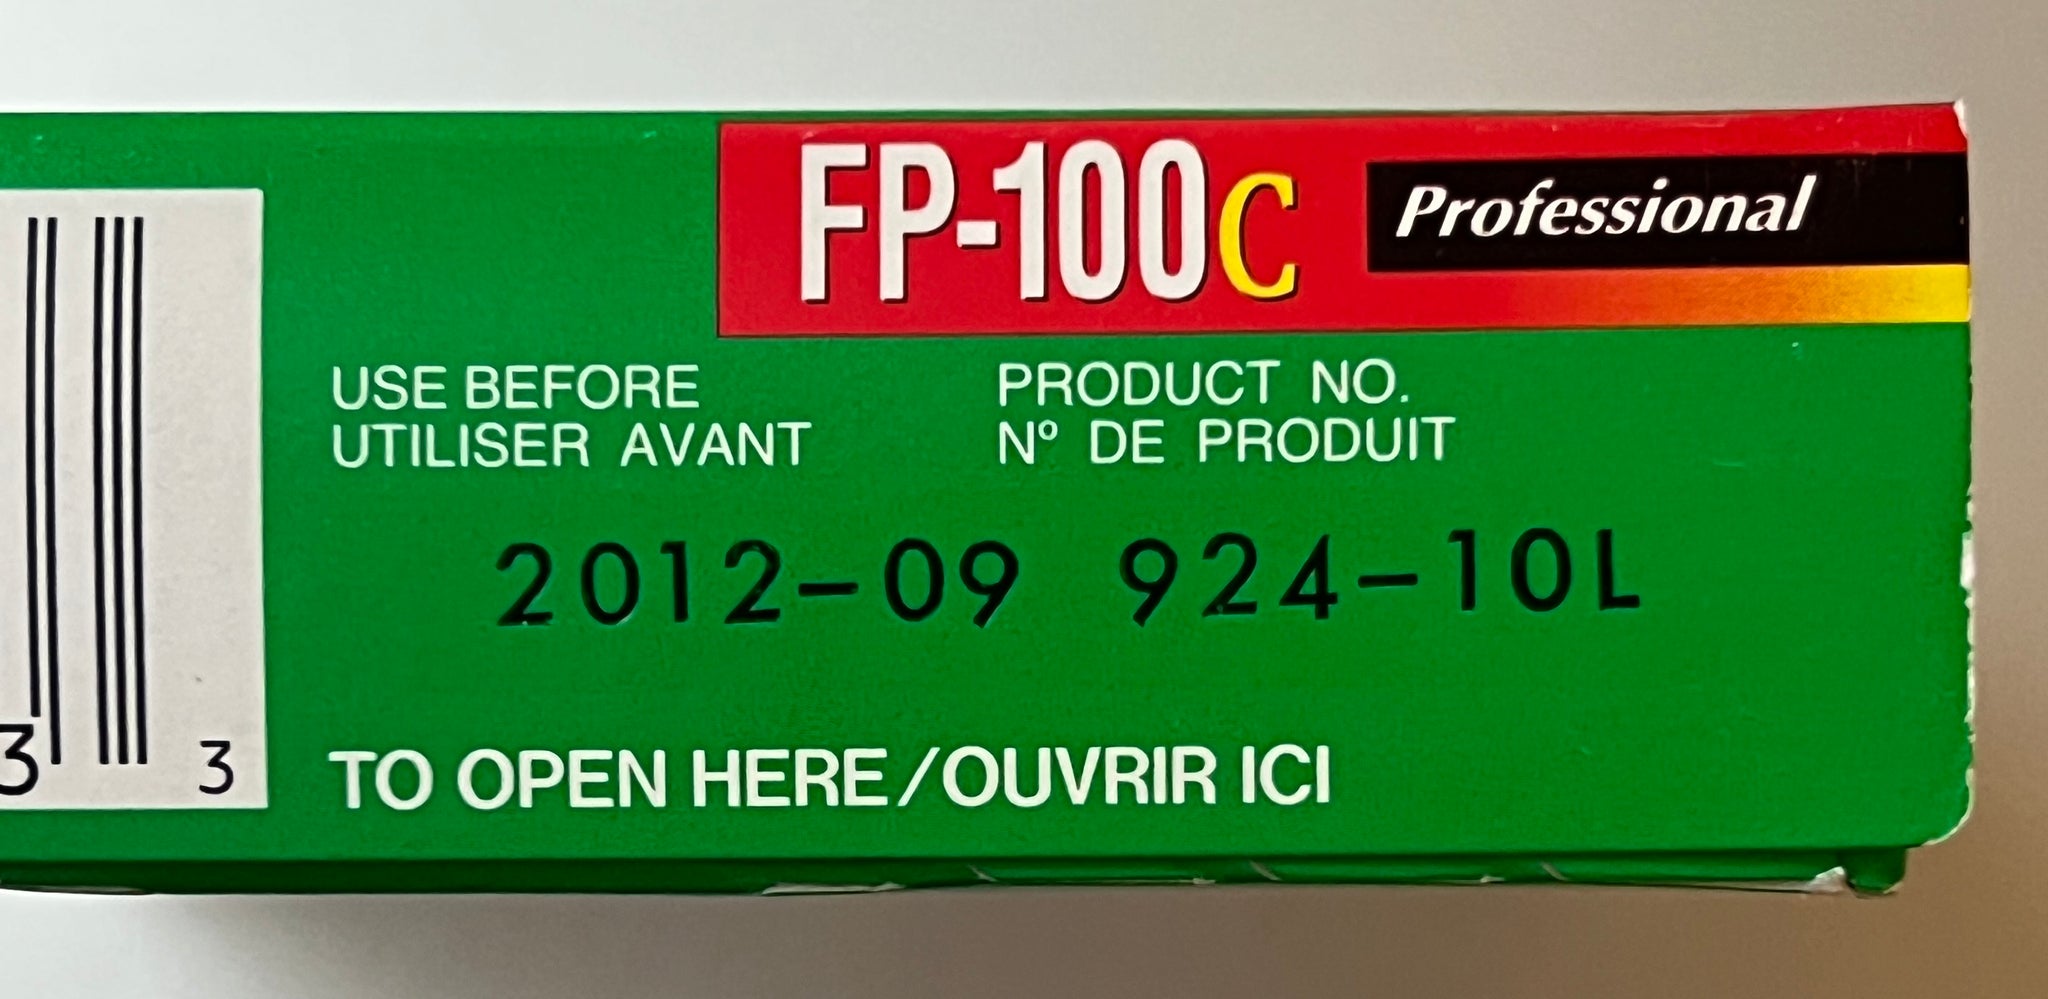 FP-100C Professional
USE BEFORE
UTILISER AVANT
PRODUCT NO.
Nº DE PRODUIT
2012-09 924-10L
3 3
TO OPEN HERE/OUVRIR ICI